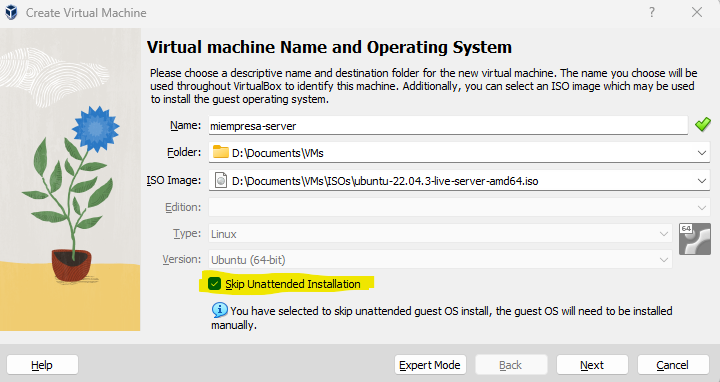 Create Virtual Machine
?
Virtual machine Name and Operating System
Please choose a descriptive name and destination folder for the new virtual machine. The name you choose will be
used throughout VirtualBox to identify this machine. Additionally, you can select an ISO image which may be used
to install the guest operating system.
Name: miempresa-server
Folder: D:\Documents\VMs
ISO Image: D:\Documents\VMs\ISOs\ubuntu-22.04.3-live-server-amd64.iso
Edition:
Type: Linux
64
Version: Ubuntu (64-bit)
Skip Unattended Installation
You have selected to skip unattended guest OS install, the guest OS will need to be installed
manually.
Help Expert Mode Back Next Cancel